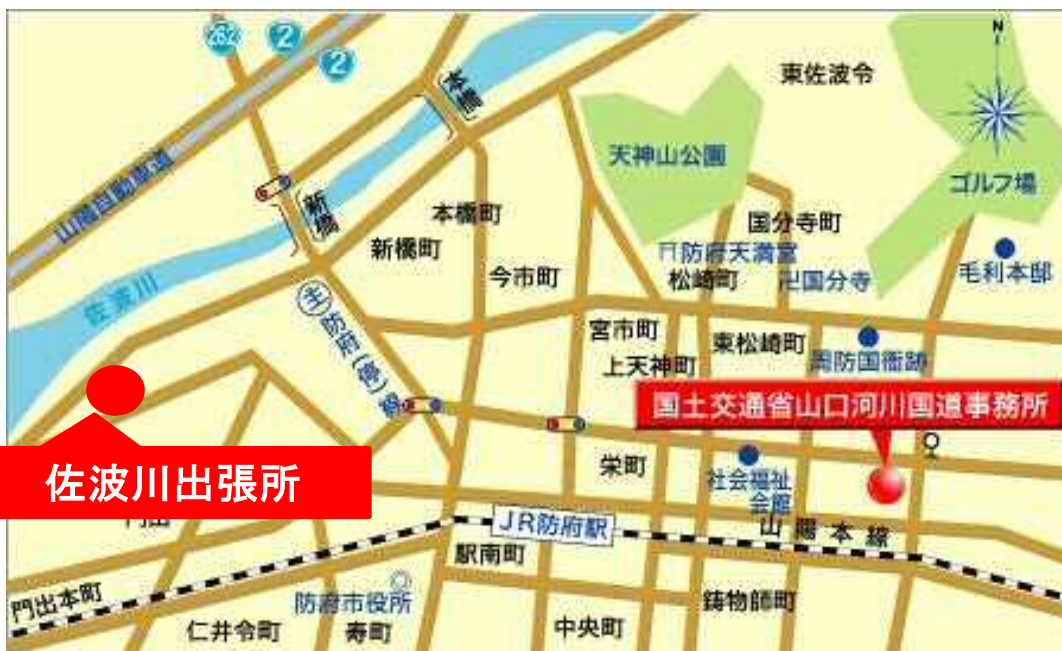 262
2
2
N
本橋
東佐波令
天神山公園
ゴルフ場
山陽自動車道
新橋
本橋町
新橋町
国分寺町
防府天満宮
毛利本邸
佐波川
今市町
松崎町
卍国分寺
主防府(停)線
宮市町
東松崎町
上天神町
周防国衙跡
国土交通省山口河川国道事務所
佐波川出張所
栄町
社会福祉
会館
JR防府駅
山陽本線
駅南町
門出本町
防府市役所
鋳物師町
仁井令町
寿町
中央町